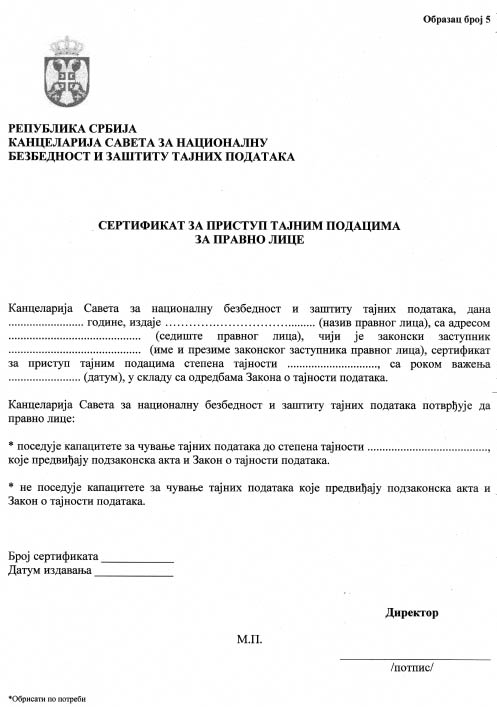 Образац број 5
РЕПУБЛИКА СРБИЈА
КАНЦЕЛАРИЈА САВЕТА ЗА НАЦИОНАЛНУ
БЕЗБЕДНОСТ И ЗАШТИТУ ТАЈНИХ ПОДАТАКА
СЕРТИФИКАТ ЗА ПРИСТУП ТАЈНИМ ПОДАЦИМА
ЗА ПРАВНО ЛИЦЕ
Канцеларија Савета за националну безбедност и заштиту тајних података, дана
.......................... године, издаје …………………………......... (назив правног лица), са адресом
.............................................. (седиште правног лица), чији је законски заступник
.............................................. (име и презиме законског заступника правног лица), сертификат
за приступ тајним подацима степена тајности ................................, са роком важења
......................... (датум), у складу са одредбама Закона о тајности података.
Канцеларија Савета за националну безбедност и заштиту тајних података потврђује да
правно лице:
* поседује капацитете за чување тајних података до степена тајности ..........................................,
које предвиђају подзаконска акта и Закон о тајности података.
* не поседује капацитете за чување тајних података које предвиђају подзаконска акта и
Закон о тајности података.
Број сертификата ____________
Датум издавања _____________
Директор
М.П.
____________________
/потпис/
*Обрисати по потреби